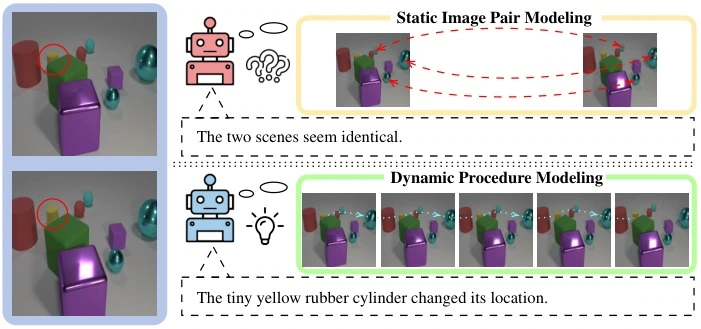 Static Image Pair Modeling
The two scenes seem identical.
Dynamic Procedure Modeling
The tiny yellow rubber cylinder changed its location.